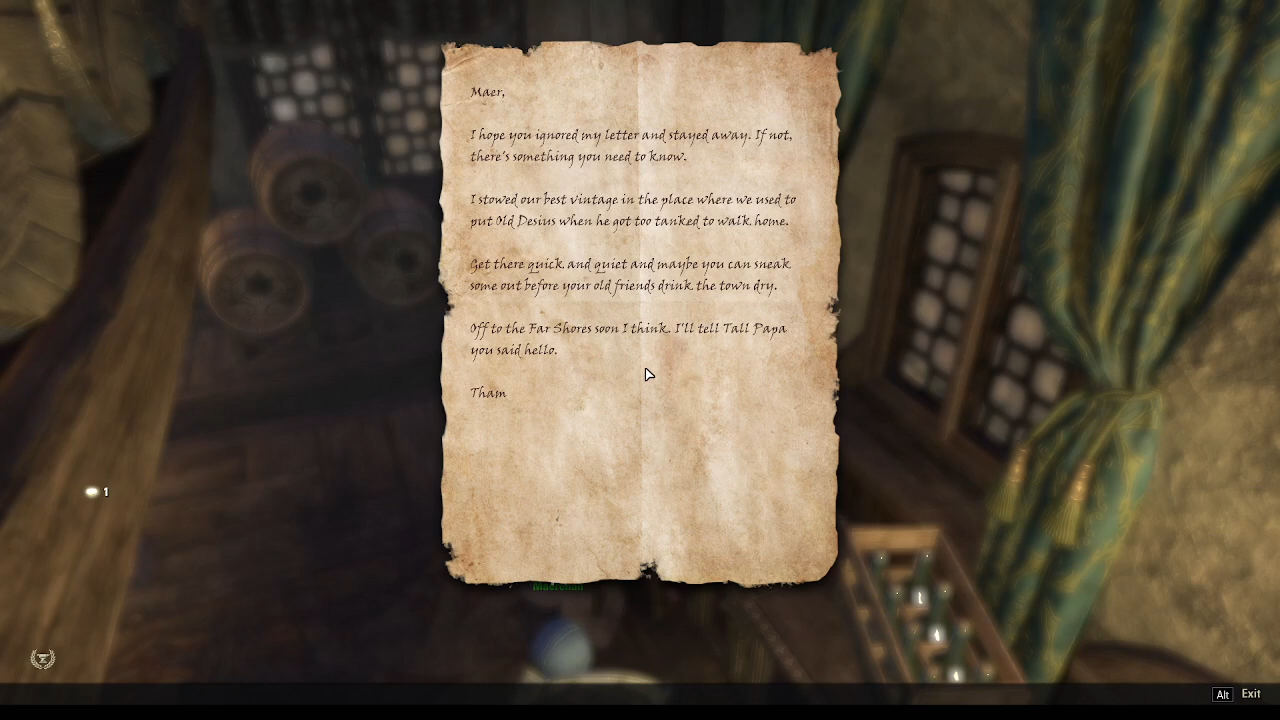 Maer,
I hope you ignored my letter and stayed away. If not,
there's something you need to know.
I stowed our best vintage in the place where we used to
put Old Desius when he got too tanked to walk home.
Get there quick and quiet and maybe you can sneak
some out before your old friends drink the town dry.
Off to the Far Shores soon I think. I'll tell Tall Papa
you said hello.
Tham
1
Alt Exit